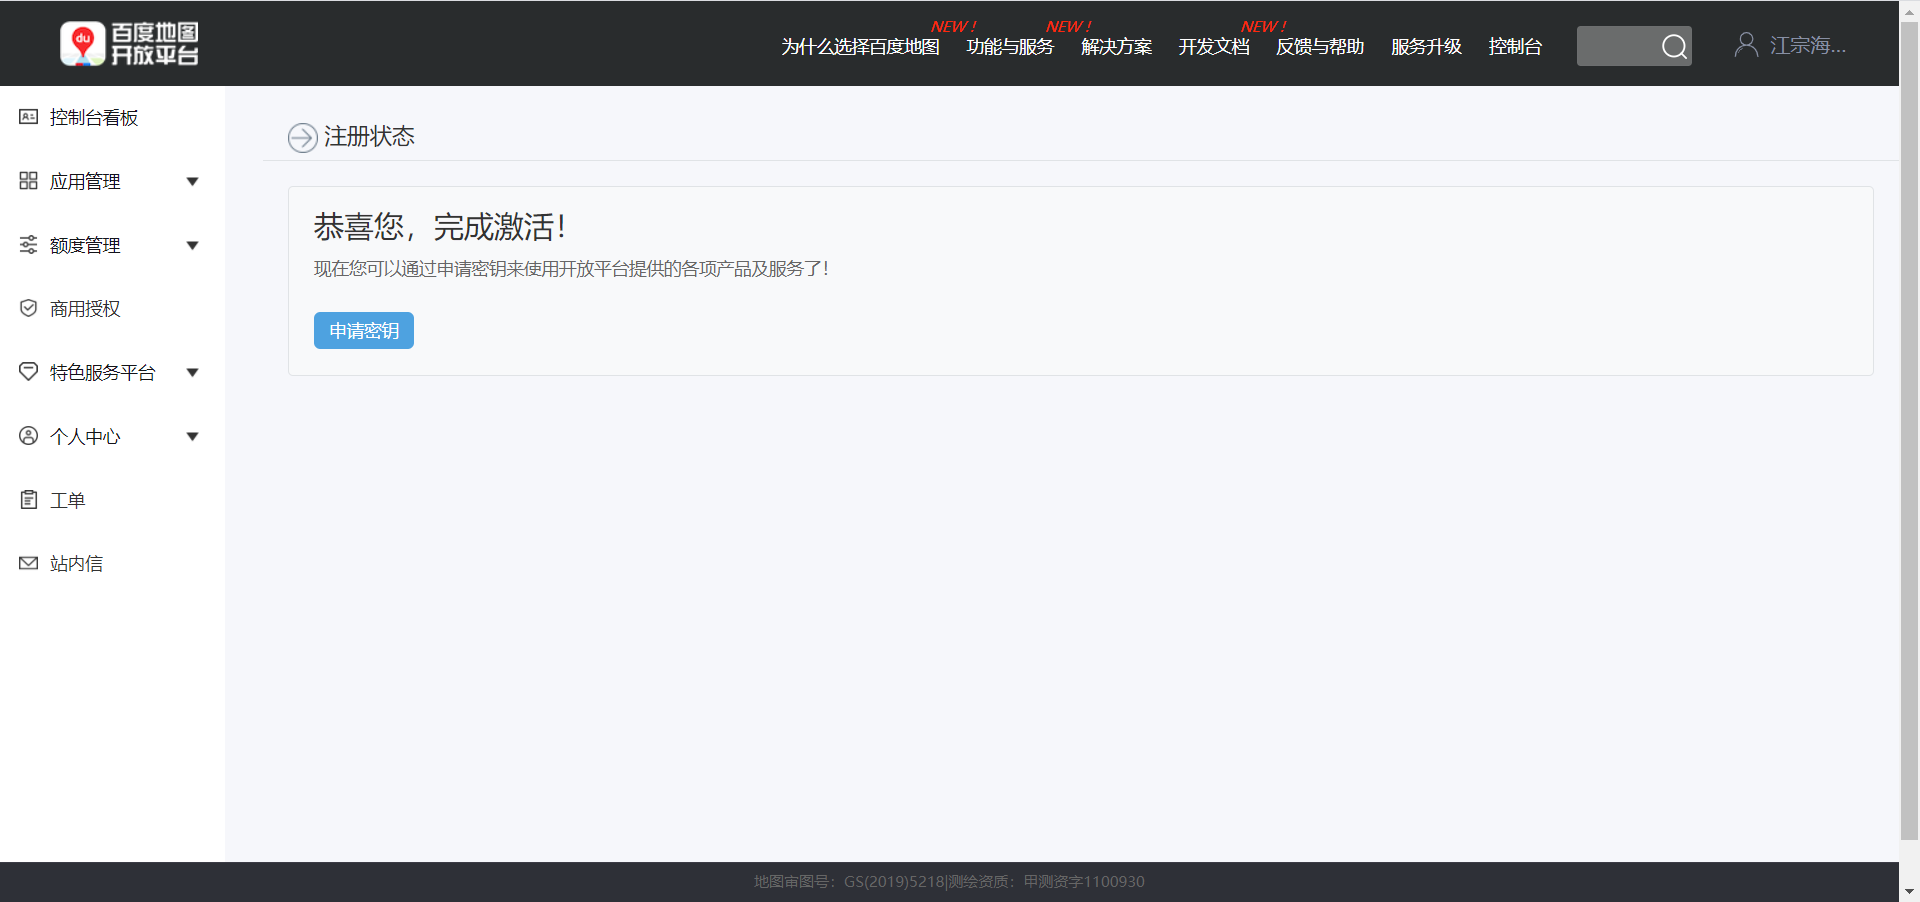 du
百度地图
开放平台
NEW !
NEW !
NEW !
为什么选择百度地图
功能与服务
解决方案
开发文档
反馈与帮助
服务升级
控制台
江宗海...
控制台看板
应用管理
额度管理
商用授权
特色服务平台
个人中心
工单
站内信
注册状态
恭喜您，完成激活！
现在您可以通过申请密钥来使用开放平台提供的各项产品及服务了！
申请密钥
地图审图号：GS(2019)5218|测绘资质：甲测资字1100930